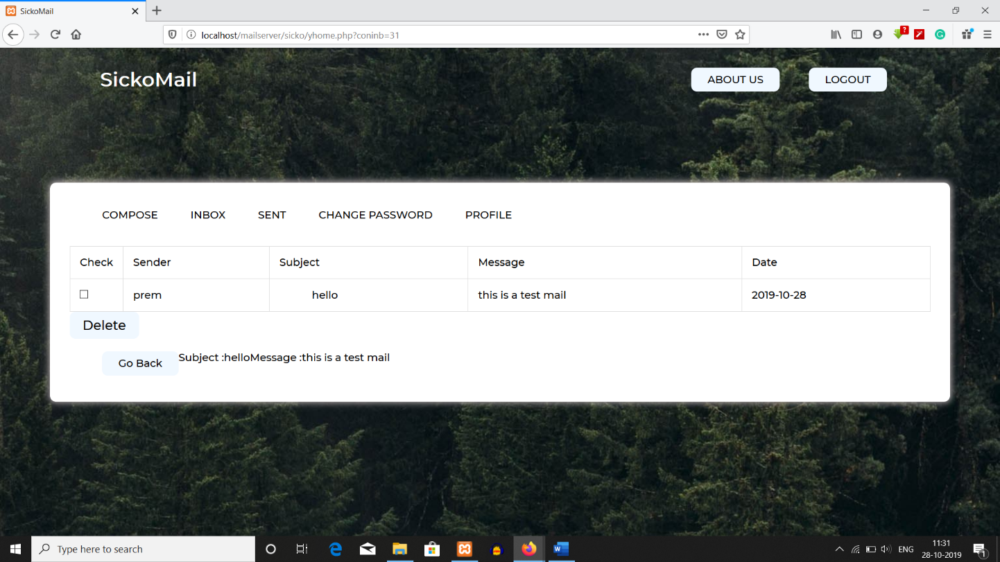 SickoMail
localhost/mailserver/sicko/yhome.php?coninb=31
?
SickoMail ABOUT US LOGOUT
COMPOSE INBOX SENT CHANGE PASSWORD PROFILE
Check Sender Subject Message Date
prem hello this is a test mail 2019-10-28
Delete
Go Back Subject :helloMessage :this is a test mail
Type here to search
ENG
11:31
28-10-2019
1